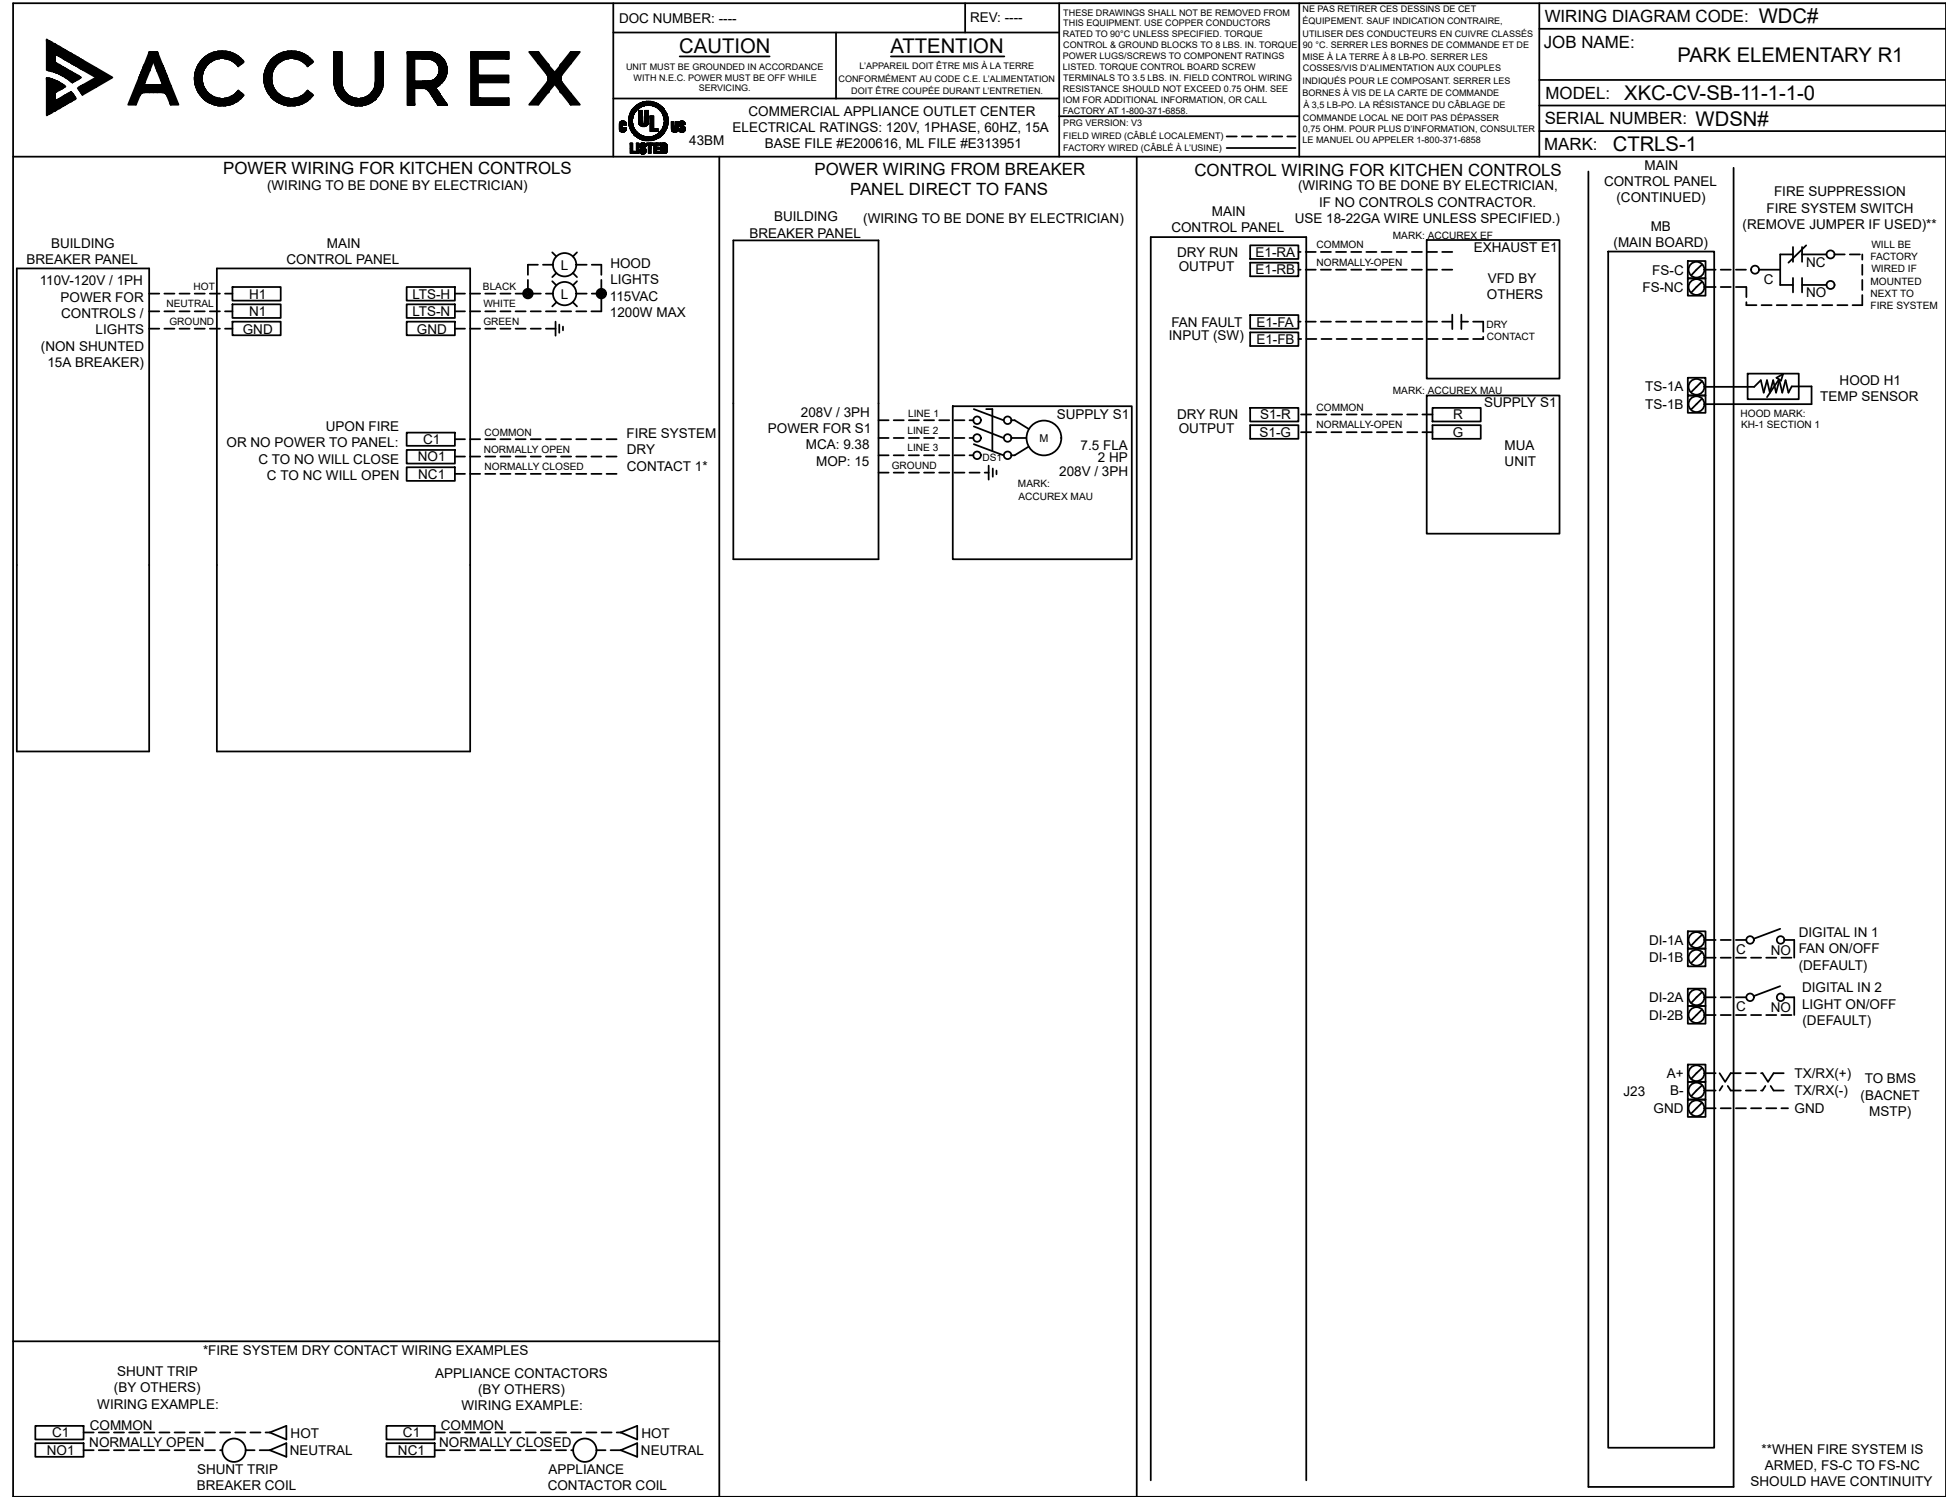 ACCUREX
DOC NUMBER: ----
REV: ----
CAUTION
UNIT MUST BE GROUNDED IN ACCORDANCE
WITH N.E.C. POWER MUST BE OFF WHILE
SERVICING.
ATTENTION
L'APPAREIL DOIT ÊTRE MIS À LA TERRE
CONFORMÉMENT AU CODE C.E. L'ALIMENTATION
DOIT ÊTRE COUPÉE DURANT L'ENTRETIEN.
C UL US
LISTED
43BM
COMMERCIAL APPLIANCE OUTLET CENTER
ELECTRICAL RATINGS: 120V, 1PHASE, 60HZ, 15A
BASE FILE #E200616, ML FILE #E313951
THESE DRAWINGS SHALL NOT BE REMOVED FROM
THIS EQUIPMENT. USE COPPER CONDUCTORS
RATED TO 90°C UNLESS SPECIFIED. TORQUE
CONTROL & GROUND BLOCKS TO 8 LBS. IN. TORQUE
POWER LUGS/SCREWS TO COMPONENT RATINGS
LISTED. TORQUE CONTROL BOARD SCREW
TERMINALS TO 3.5 LBS. IN. FIELD CONTROL WIRING
RESISTANCE SHOULD NOT EXCEED 0.75 OHM. SEE
IOM FOR ADDITIONAL INFORMATION, OR CALL
FACTORY AT 1-800-371-6858.
PRG VERSION: V3
FIELD WIRED (CÂBLÉ LOCALEMENT)
FACTORY WIRED (CÂBLÉ À L'USINE)
NE PAS RETIRER CES DESSINS DE CET
ÉQUIPEMENT. SAUF INDICATION CONTRAIRE,
UTILISER DES CONDUCTEURS EN CUIVRE CLASSÉS
90 °C. SERRER LES BORNES DE COMMANDE ET DE
MISE À LA TERRE À 8 LB-PO. SERRER LES
COSSES/VIS D'ALIMENTATION AUX COUPLES
INDIQUÉS POUR LE COMPOSANT. SERRER LES
BORNES À VIS DE LA CARTE DE COMMANDE
À 3,5 LB-PO. LA RÉSISTANCE DU CÂBLAGE DE
COMMANDE LOCAL NE DOIT PAS DÉPASSER
0,75 OHM. POUR PLUS D'INFORMATION, CONSULTER
LE MANUEL OU APPELER 1-800-371-6858
WIRING DIAGRAM CODE: WDC#
JOB NAME:
PARK ELEMENTARY R1
MODEL: XKC-CV-SB-11-1-1-0
SERIAL NUMBER: WDSN#
MARK: CTRLS-1
POWER WIRING FOR KITCHEN CONTROLS
(WIRING TO BE DONE BY ELECTRICIAN)
BUILDING
BREAKER PANEL
110V-120V / 1PH
POWER FOR
CONTROLS /
LIGHTS
(NON SHUNTED
15A BREAKER)
HOT
NEUTRAL
GROUND
MAIN
CONTROL PANEL
H1
N1
GND
LTS-H
LTS-N
GND
BLACK
WHITE
GREEN
L
L
HOOD
LIGHTS
115VAC
1200W MAX
UPON FIRE
OR NO POWER TO PANEL:
C TO NO WILL CLOSE
C TO NC WILL OPEN
C1
NO1
NC1
COMMON
NORMALLY OPEN
NORMALLY CLOSED
FIRE SYSTEM
DRY
CONTACT 1*
*FIRE SYSTEM DRY CONTACT WIRING EXAMPLES
SHUNT TRIP
(BY OTHERS)
WIRING EXAMPLE:
C1
NO1
COMMON
NORMALLY OPEN
HOT
NEUTRAL
SHUNT TRIP
BREAKER COIL
APPLIANCE CONTACTORS
(BY OTHERS)
WIRING EXAMPLE:
C1
NC1
COMMON
NORMALLY CLOSED
HOT
NEUTRAL
APPLIANCE
CONTACTOR COIL
POWER WIRING FROM BREAKER
PANEL DIRECT TO FANS
(WIRING TO BE DONE BY ELECTRICIAN)
BUILDING
BREAKER PANEL
208V / 3PH
POWER FOR S1
MCA: 9.38
MOP: 15
LINE 1
LINE 2
LINE 3
GROUND
DS1
M
SUPPLY S1
7.5 FLA
2 HP
208V / 3PH
MARK:
ACCUREX MAU
CONTROL WIRING FOR KITCHEN CONTROLS
(WIRING TO BE DONE BY ELECTRICIAN,
IF NO CONTROLS CONTRACTOR.
USE 18-22GA WIRE UNLESS SPECIFIED.)
MAIN
CONTROL PANEL
DRY RUN
OUTPUT
E1-RA
E1-RB
COMMON
NORMALLY-OPEN
MARK: ACCUREX EF
EXHAUST E1
VFD BY
OTHERS
FAN FAULT
INPUT (SW)
E1-FA
E1-FB
DRY
CONTACT
MARK: ACCUREX MAU
SUPPLY S1
DRY RUN
OUTPUT
S1-R
S1-G
COMMON
NORMALLY-OPEN
R
G
MUA
UNIT
MAIN
CONTROL PANEL
(CONTINUED)
MB
(MAIN BOARD)
FIRE SUPPRESSION
FIRE SYSTEM SWITCH
(REMOVE JUMPER IF USED)**
FS-C
FS-NC
C
NC
NO
WILL BE
FACTORY
WIRED IF
MOUNTED
NEXT TO
FIRE SYSTEM
TS-1A
TS-1B
HOOD H1
TEMP SENSOR
HOOD MARK:
KH-1 SECTION 1
DI-1A
DI-1B
C
NO
DIGITAL IN 1
FAN ON/OFF
(DEFAULT)
DI-2A
DI-2B
C
NO
DIGITAL IN 2
LIGHT ON/OFF
(DEFAULT)
J23
A+
B-
GND
TX/RX(+)
TX/RX(-)
GND
TO BMS
(BACNET
MSTP)
**WHEN FIRE SYSTEM IS
ARMED, FS-C TO FS-NC
SHOULD HAVE CONTINUITY